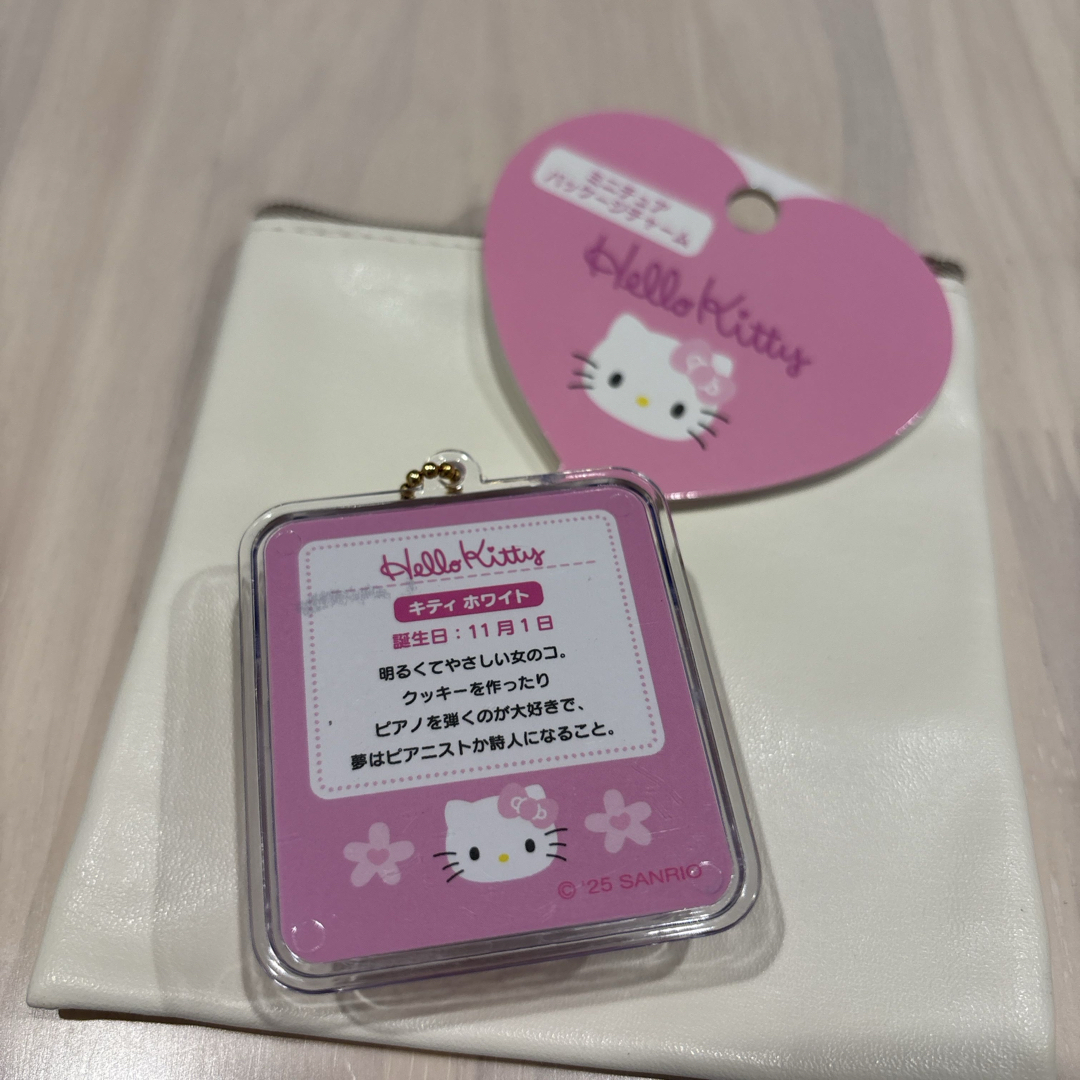 ミニチュア
パッケージチャーム
Hello Kitty
Hello Kitty
キティ ホワイト
誕生日：11月1日
明るくてやさしい女のコ。
クッキーを作ったり
ピアノを弾くのが大好きで、
夢はピアニストか詩人になること。
© '25 SANRIO